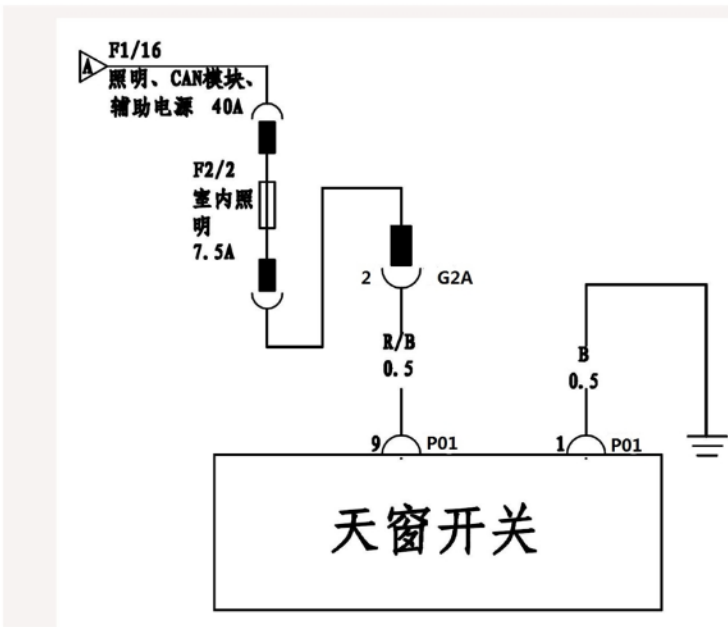 F1/16
A
照明、CAN模块、
辅助电源 40A
F2/2
室内照
明
7.5A
2 G2A
R/B
0.5
B
0.5
9 P01
1 P01
天窗开关